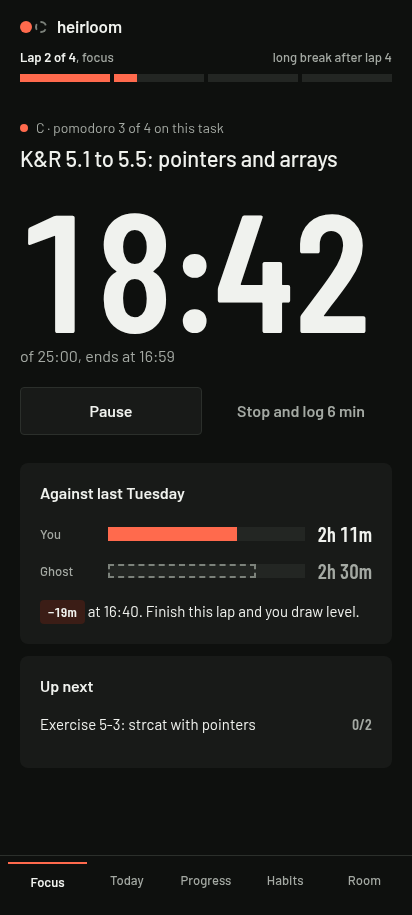 heirloom
Lap 2 of 4, focus
long break after lap 4
C · pomodoro 3 of 4 on this task
K&R 5.1 to 5.5: pointers and arrays
18:42
of 25:00, ends at 16:59
Pause
Stop and log 6 min
Against last Tuesday
You
2h 11m
Ghost
2h 30m
−19m at 16:40. Finish this lap and you draw level.
Up next
Exercise 5-3: strcat with pointers
0/2
Focus
Today
Progress
Habits
Room